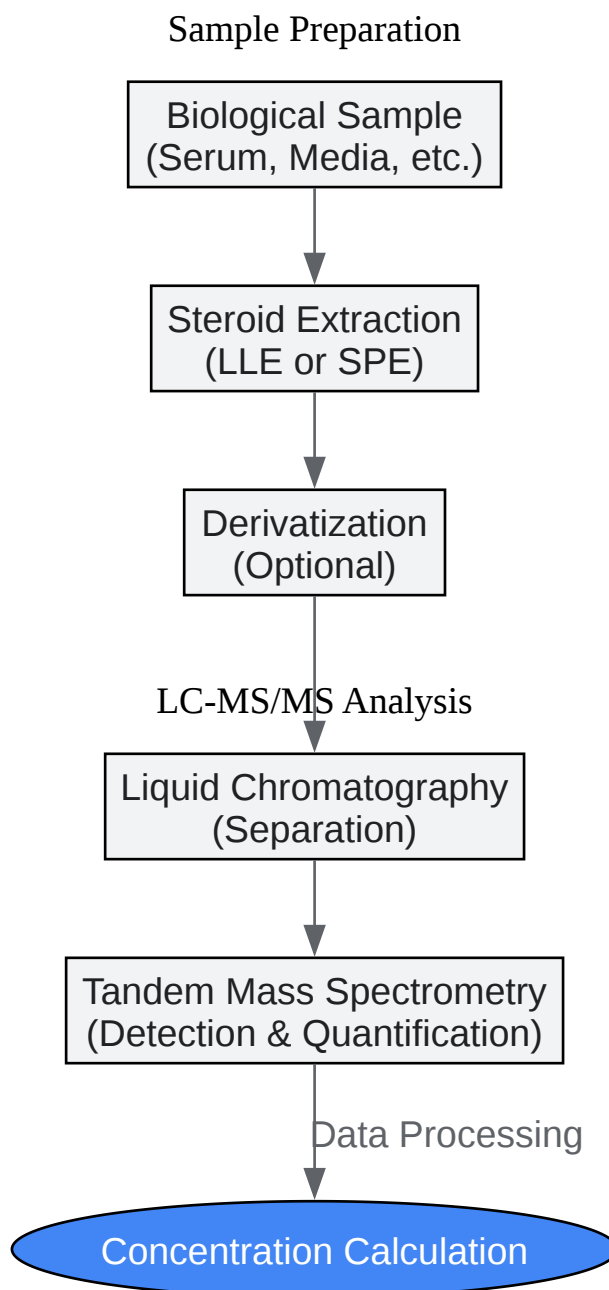 Sample Preparation
Biological Sample
(Serum, Media, etc.)
Steroid Extraction
(LLE or SPE)
Derivatization
(Optional)
LC-MS/MS Analysis
Liquid Chromatography
(Separation)
Tandem Mass Spectrometry
(Detection & Quantification)
Data Processing
Concentration Calculation